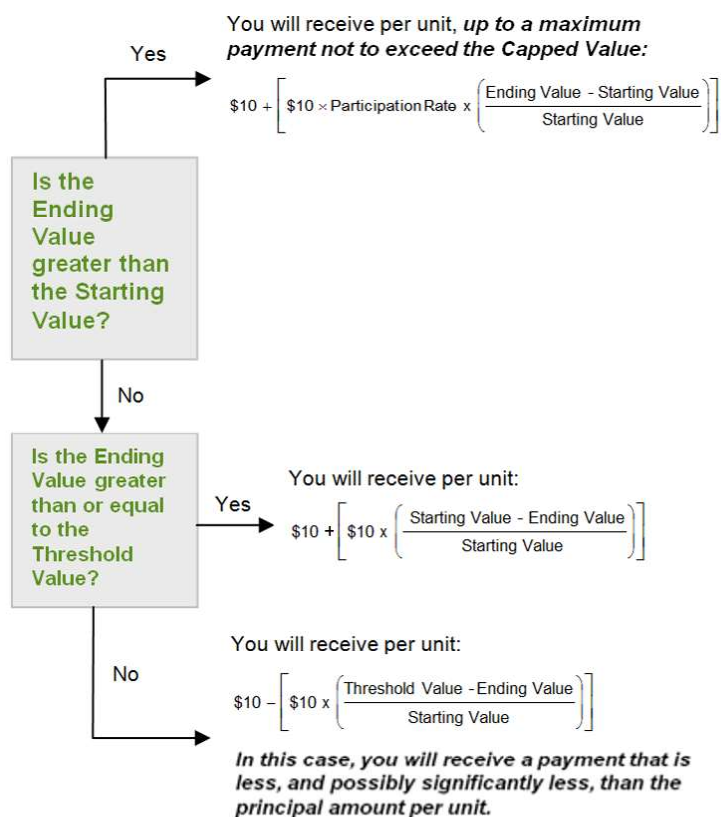 You will receive per unit, up to a maximum
payment not to exceed the Capped Value:
Yes
$10 + [ $10 × Participation Rate x ( Ending Value - Starting Value / Starting Value ) ]
Is the
Ending
Value
greater than
the Starting
Value?
No
Is the Ending
Value greater
than or equal
to the
Threshold
Value?
Yes
You will receive per unit:
$10 + [ $10 x ( Starting Value - Ending Value / Starting Value ) ]
No
You will receive per unit:
$10 – [ $10 x ( Threshold Value - Ending Value / Starting Value ) ]
In this case, you will receive a payment that is
less, and possibly significantly less, than the
principal amount per unit.